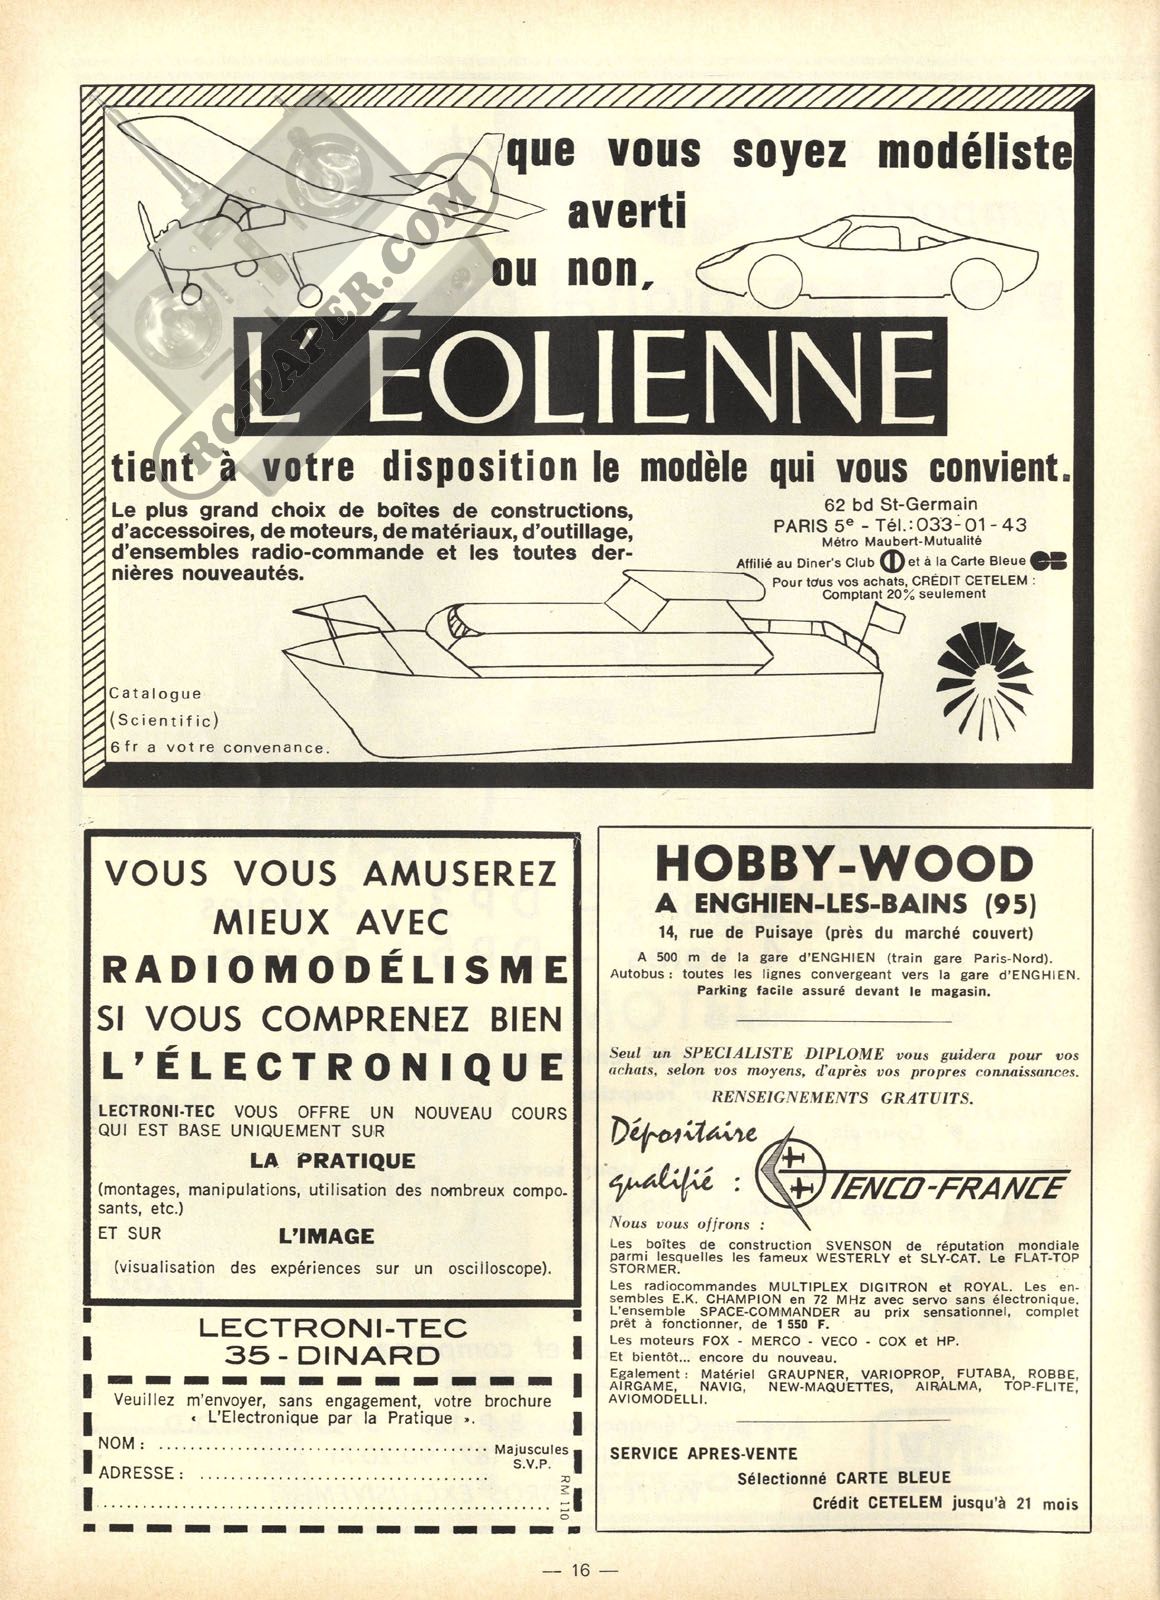 que vous soyez modéliste
averti
ou non,
L'ÉOLIENNE
tient à votre disposition le modèle qui vous convient.
Le plus grand choix de boîtes de constructions,
d'accessoires, de moteurs, de matériaux, d'outillage,
d'ensembles radio-commande et les toutes der-
nières nouveautés.
62 bd St-Germain
PARIS 5e - Tél.: 033-01-43
Métro Maubert-Mutualité
Affilié au Diner's Club et à la Carte Bleue CB
Pour tous vos achats, CRÉDIT CETELEM :
Comptant 20% seulement
Catalogue
(Scientific)
6fr a votre convenance.
RC-PAPER.COM
VOUS VOUS AMUSEREZ
MIEUX AVEC
RADIOMODÉLISME
SI VOUS COMPRENEZ BIEN
L'ÉLECTRONIQUE
LECTRONI-TEC VOUS OFFRE UN NOUVEAU COURS
QUI EST BASE UNIQUEMENT SUR
LA PRATIQUE
(montages, manipulations, utilisation des nombreux compo-
sants, etc.)
ET SUR L'IMAGE
(visualisation des expériences sur un oscilloscope).
LECTRONI-TEC
35 - DINARD
Veuillez m'envoyer, sans engagement, votre brochure
« L'Electronique par la Pratique ».
NOM : ........................................ Majuscules
S.V.P.
ADRESSE : ........................................
RM 110
HOBBY-WOOD
A ENGHIEN-LES-BAINS (95)
14, rue de Puisaye (près du marché couvert)
A 500 m de la gare d'ENGHIEN (train gare Paris-Nord).
Autobus : toutes les lignes convergeant vers la gare d'ENGHIEN.
Parking facile assuré devant le magasin.
Seul un SPECIALISTE DIPLOME vous guidera pour vos
achats, selon vos moyens, d'après vos propres connaissances.
RENSEIGNEMENTS GRATUITS.
Dépositaire
qualifié : TENCO-FRANCE
Nous vous offrons :
Les boîtes de construction SVENSON de réputation mondiale
parmi lesquelles les fameux WESTERLY et SLY-CAT. Le FLAT-TOP
STORMER.
Les radiocommandes MULTIPLEX DIGITRON et ROYAL. Les en-
sembles E.K. CHAMPION en 72 MHz avec servo sans électronique.
L'ensemble SPACE-COMMANDER au prix sensationnel, complet
prêt à fonctionner, de 1 550 F.
Les moteurs FOX - MERCO - VECO - COX et HP.
Et bientôt... encore du nouveau.
Egalement : Matériel GRAUPNER, VARIOPROP, FUTABA, ROBBE,
AIRGAME, NAVIG, NEW-MAQUETTES, AIRALMA, TOP-FLITE,
AVIOMODELLI.
SERVICE APRES-VENTE
Sélectionné CARTE BLEUE
Crédit CETELEM jusqu'à 21 mois
— 16 —